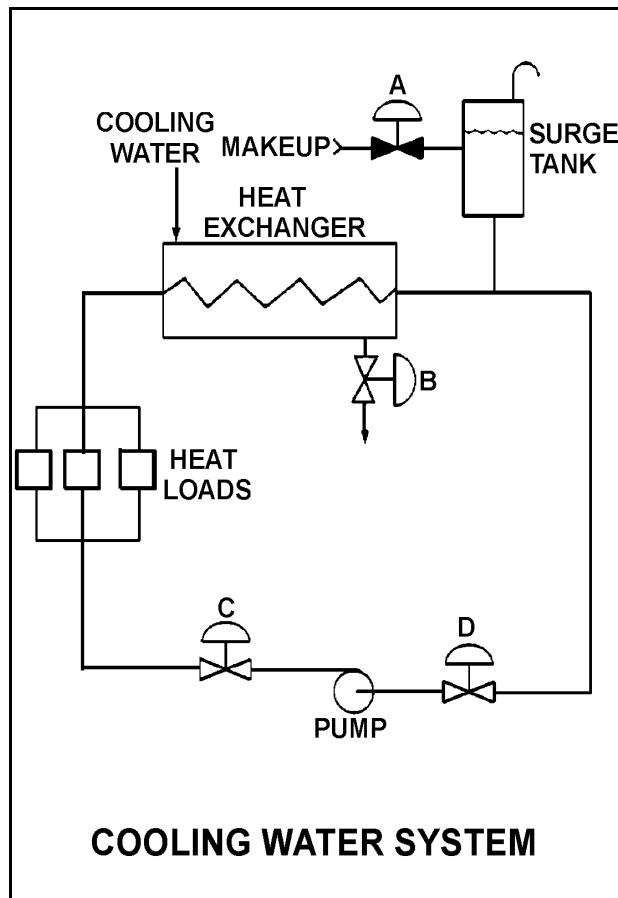 A
COOLING
WATER
MAKEUP
SURGE
TANK
HEAT
EXCHANGER
B
HEAT
LOADS
C
D
PUMP
COOLING WATER SYSTEM